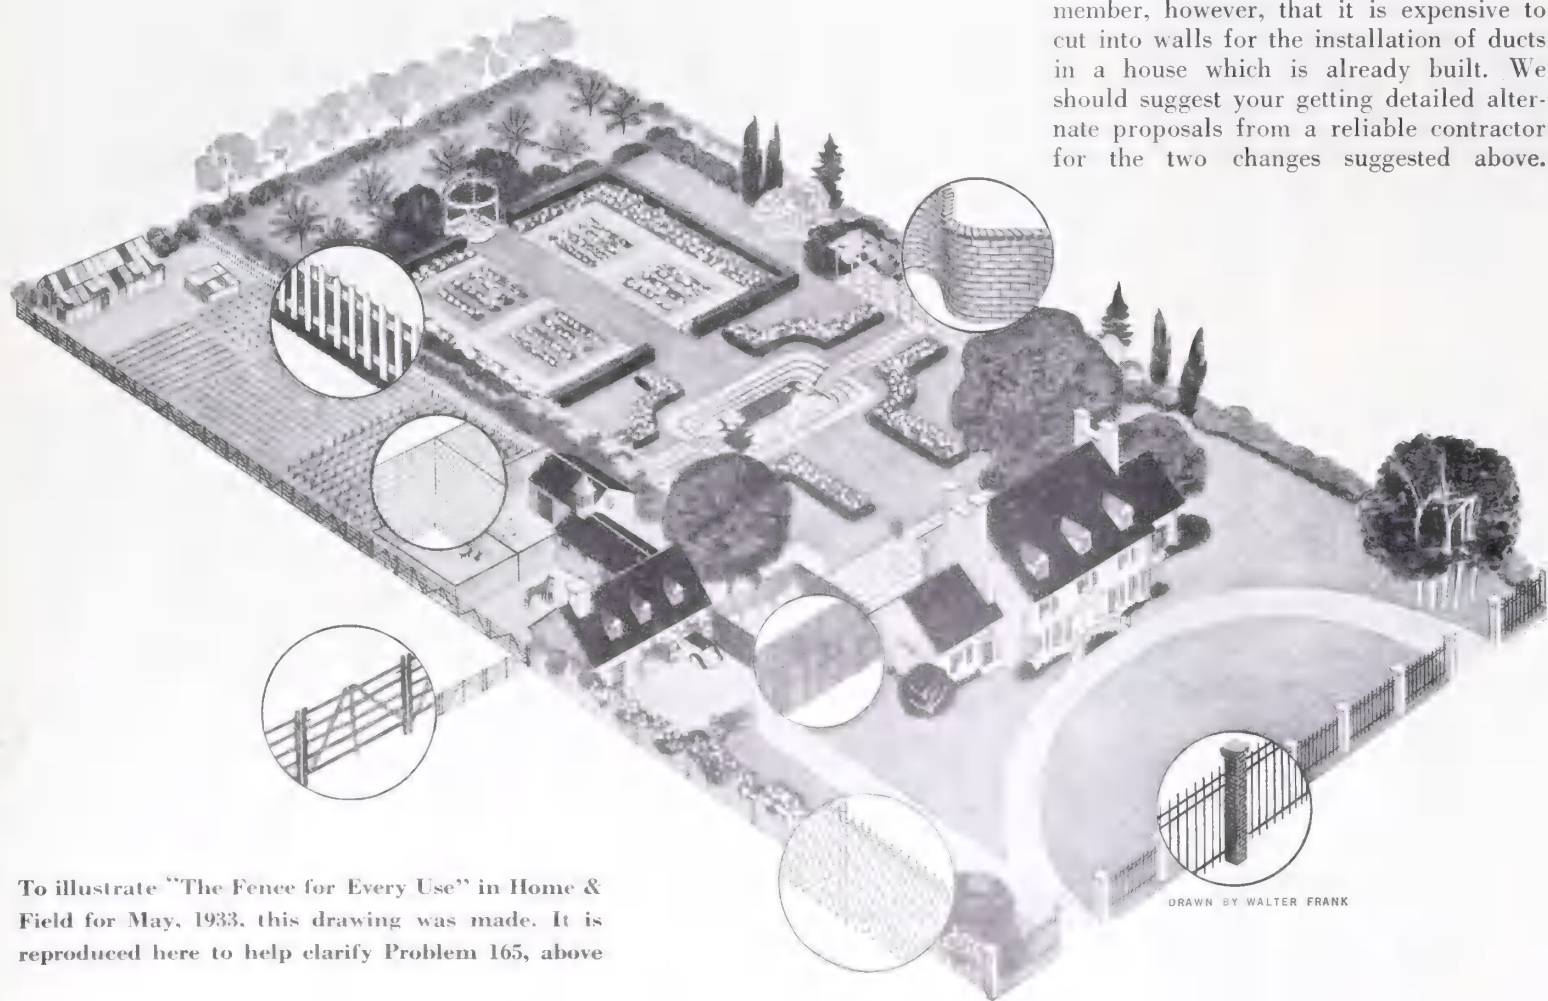 member, however, that it is expensive to
cut into walls for the installation of ducts
in a house which is already built. We
should suggest your getting detailed alter-
nate proposals from a reliable contractor
for the two changes suggested above.
DRAWN BY WALTER FRANK
To illustrate "The Fence for Every Use" in Home &
Field for May, 1933, this drawing was made. It is
reproduced here to help clarify Problem 165, above